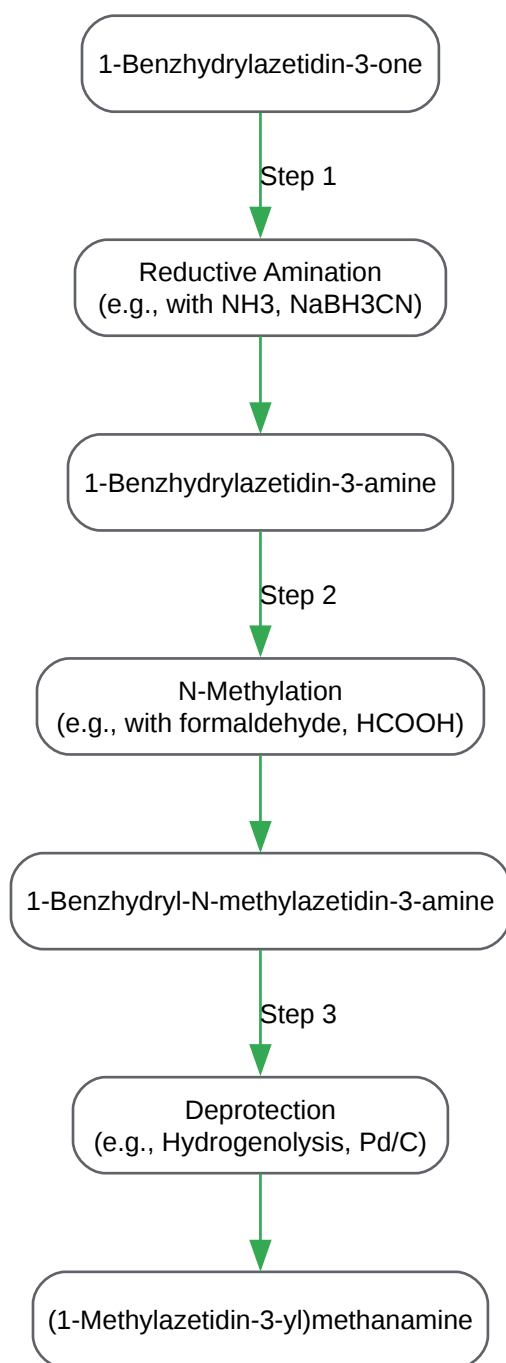 1-Benzhydrylazetidin-3-one
Step 1
Reductive Amination
(e.g., with NH3, NaBH3CN)
1-Benzhydrylazetidin-3-amine
Step 2
N-Methylation
(e.g., with formaldehyde, HCOOH)
1-Benzhydryl-N-methylazetidin-3-amine
Step 3
Deprotection
(e.g., Hydrogenolysis, Pd/C)
(1-Methylazetidin-3-yl)methanamine